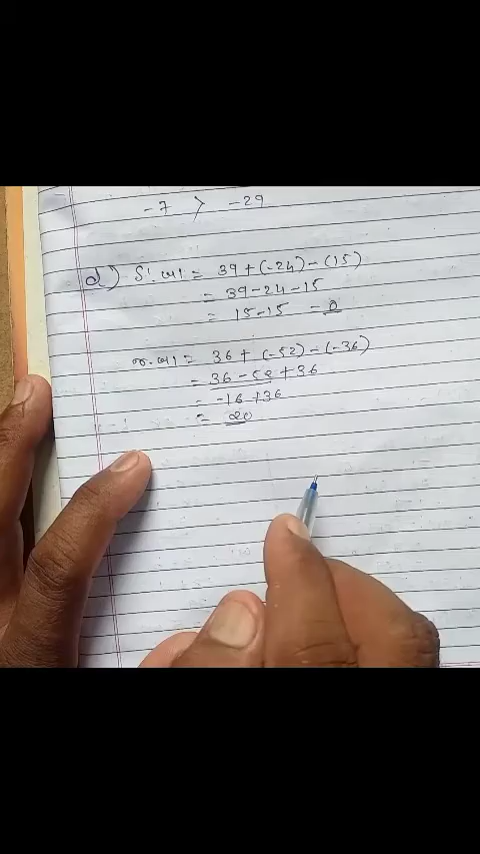 -7 > -29
d) ડા.બા = 39 + (-24) - (15)
= 39 - 24 - 15
= 15 - 15 = 0
જ.બા = 36 + (-52) - (-36)
= 36 - 52 + 36
= -16 + 36
= 20